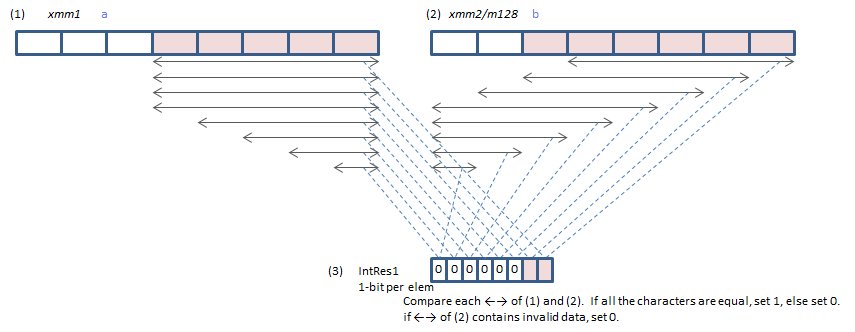 (1) xmm1 a
(2) xmm2/m128 b
(3) IntRes1
0 0 0 0 0 0
1-bit per elem
Compare each ←→ of (1) and (2). If all the characters are equal, set 1, else set 0.
if ←→ of (2) contains invalid data, set 0.